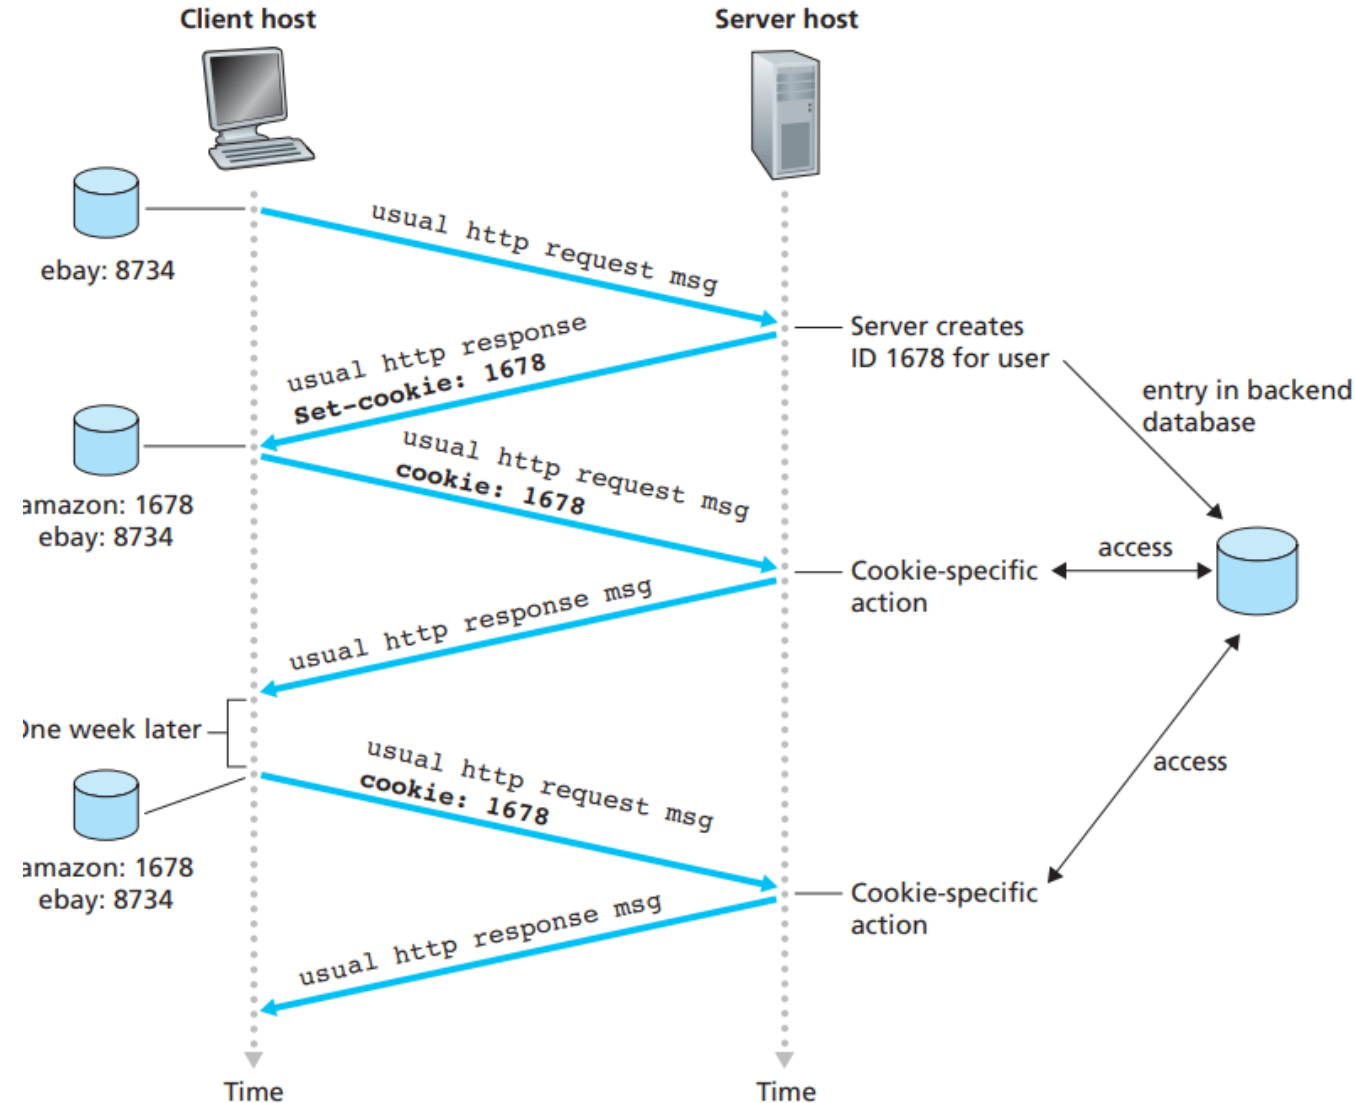 Client host
Server host
usual http request msg
ebay: 8734
Server creates
ID 1678 for user
usual http response
Set-cookie: 1678
entry in backend
database
usual http request msg
cookie: 1678
amazon: 1678
ebay: 8734
access
Cookie-specific
action
usual http response msg
One week later
usual http request msg
cookie: 1678
access
amazon: 1678
ebay: 8734
Cookie-specific
action
usual http response msg
Time
Time